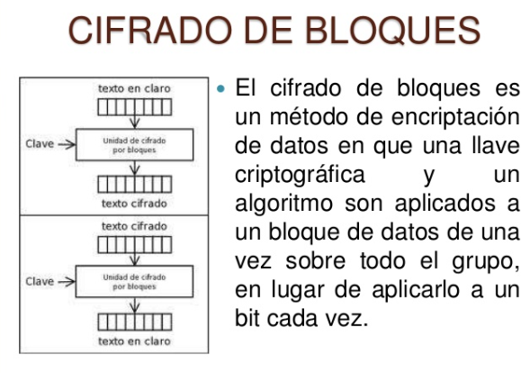 CIFRADO DE BLOQUES
texto en claro
Clave
Unidad de cifrado
por bloques
texto cifrado
texto cifrado
Clave
Unidad de cifrado
por bloques
texto en claro
• El cifrado de bloques es
un método de encriptación
de datos en que una llave
criptográfica y un
algoritmo son aplicados a
un bloque de datos de una
vez sobre todo el grupo,
en lugar de aplicarlo a un
bit cada vez.